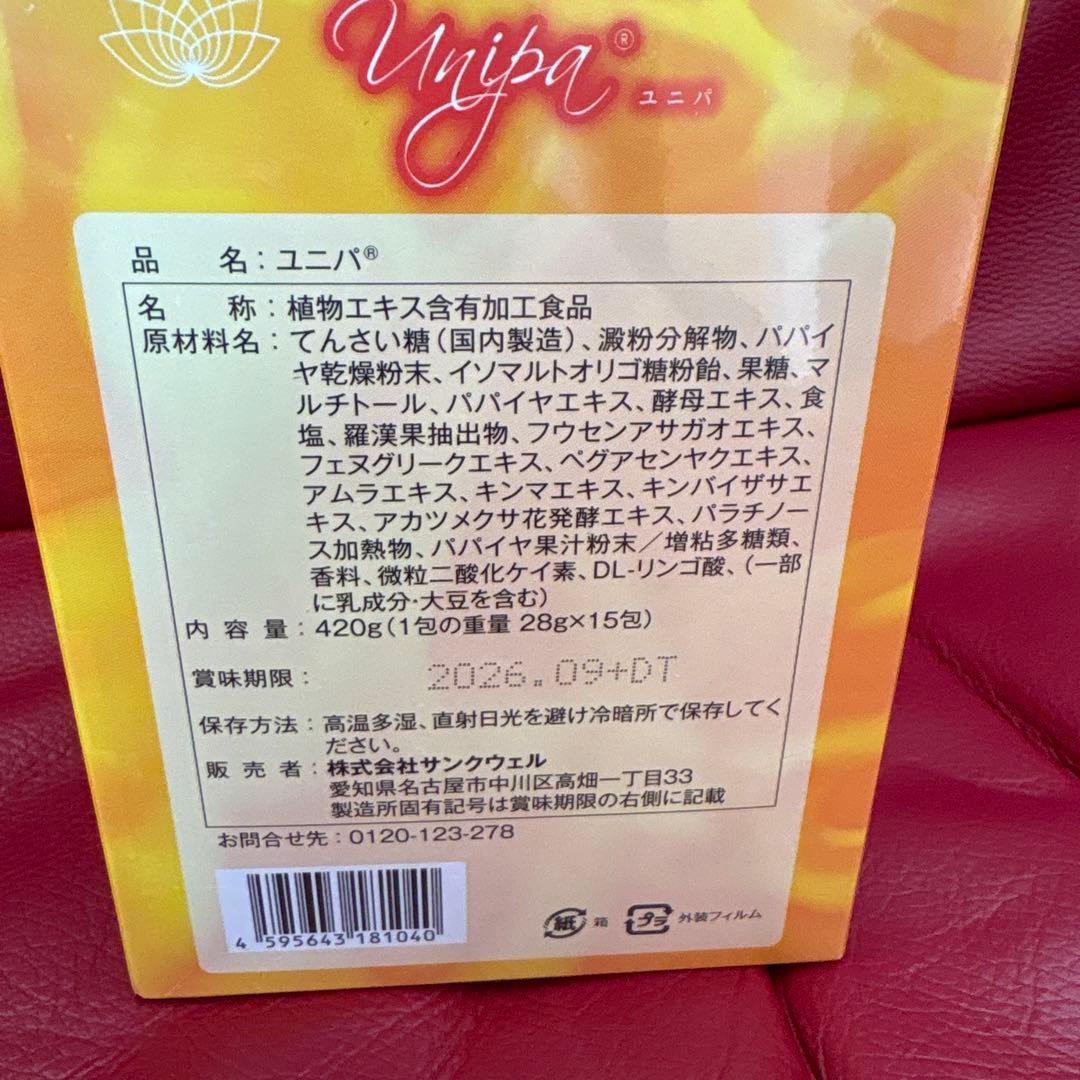 Unipa®
ユニパ
品 名：ユニパ®
名 称：植物エキス含有加工食品
原材料名：てんさい糖（国内製造）、澱粉分解物、パパイ
ヤ乾燥粉末、イソマルトオリゴ糖粉飴、果糖、マ
ルチトール、パパイヤエキス、酵母エキス、食
塩、羅漢果抽出物、フウセンアサガオエキス、
フェヌグリークエキス、ペグアセンヤクエキス、
アムラエキス、キンマエキス、キンバイザサエ
キス、アカツメクサ花発酵エキス、パラチノー
ス加熱物、パパイヤ果汁粉末／増粘多糖類、
香料、微粒二酸化ケイ素、DL-リンゴ酸、（一部
に乳成分・大豆を含む）
内容量：420g（1包の重量 28g×15包）
賞味期限： 2026.09+DT
保存方法：高温多湿、直射日光を避け冷暗所で保存してく
ださい。
販売者：株式会社サンクウェル
愛知県名古屋市中川区高畑一丁目33
製造所固有記号は賞味期限の右側に記載
お問合せ先：0120-123-278
紙 箱 プラ 外装フィルム
4 595643 181040